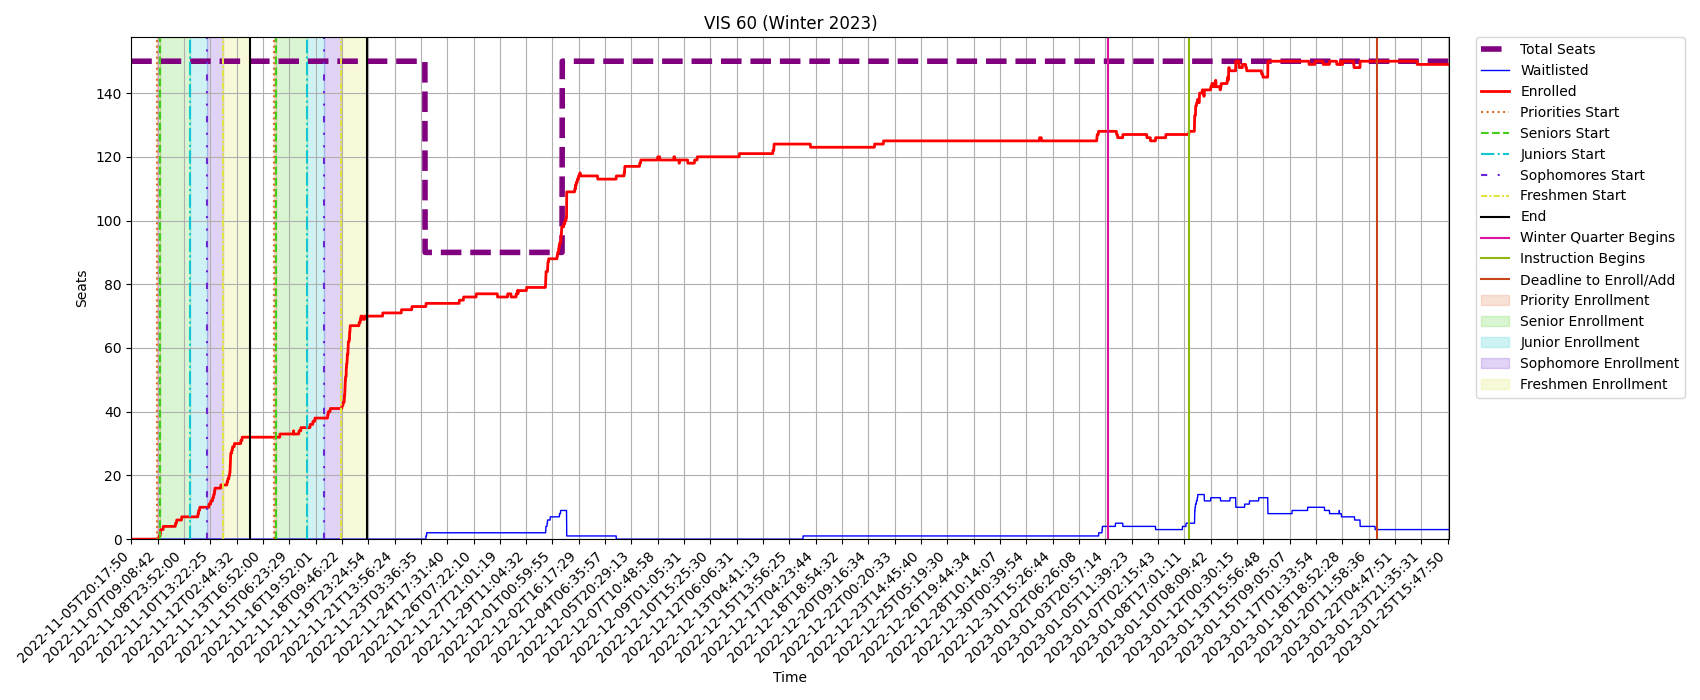 VIS 60 (Winter 2023)
Seats
140
120
100
80
60
40
20
0
2022-11-05T20:17:50
2022-11-07T09:08:42
2022-11-08T23:52:00
2022-11-10T13:22:25
2022-11-12T02:44:32
2022-11-13T16:52:00
2022-11-15T06:23:29
2022-11-16T19:52:01
2022-11-18T09:46:22
2022-11-19T23:24:54
2022-11-21T13:56:24
2022-11-23T03:36:35
2022-11-24T17:31:40
2022-11-26T07:22:10
2022-11-27T21:01:19
2022-11-29T11:04:32
2022-12-01T00:59:55
2022-12-02T16:17:29
2022-12-04T06:35:57
2022-12-05T20:29:13
2022-12-07T10:48:58
2022-12-09T01:05:31
2022-12-10T15:25:30
2022-12-12T06:06:31
2022-12-13T04:41:13
2022-12-15T13:56:25
2022-12-17T04:23:44
2022-12-18T18:54:32
2022-12-20T09:16:34
2022-12-22T00:20:33
2022-12-23T14:45:40
2022-12-25T05:19:30
2022-12-26T19:44:34
2022-12-28T10:14:07
2022-12-30T00:39:54
2022-12-31T15:26:44
2023-01-02T06:26:08
2023-01-03T20:57:14
2023-01-05T11:39:23
2023-01-07T02:15:43
2023-01-08T17:01:11
2023-01-10T08:09:42
2023-01-12T00:30:15
2023-01-13T15:56:48
2023-01-15T09:05:07
2023-01-17T01:33:54
2023-01-18T18:52:28
2023-01-20T11:58:36
2023-01-22T04:47:51
2023-01-23T21:35:31
2023-01-25T15:47:50
Time
Total Seats
Waitlisted
Enrolled
Priorities Start
Seniors Start
Juniors Start
Sophomores Start
Freshmen Start
End
Winter Quarter Begins
Instruction Begins
Deadline to Enroll/Add
Priority Enrollment
Senior Enrollment
Junior Enrollment
Sophomore Enrollment
Freshmen Enrollment